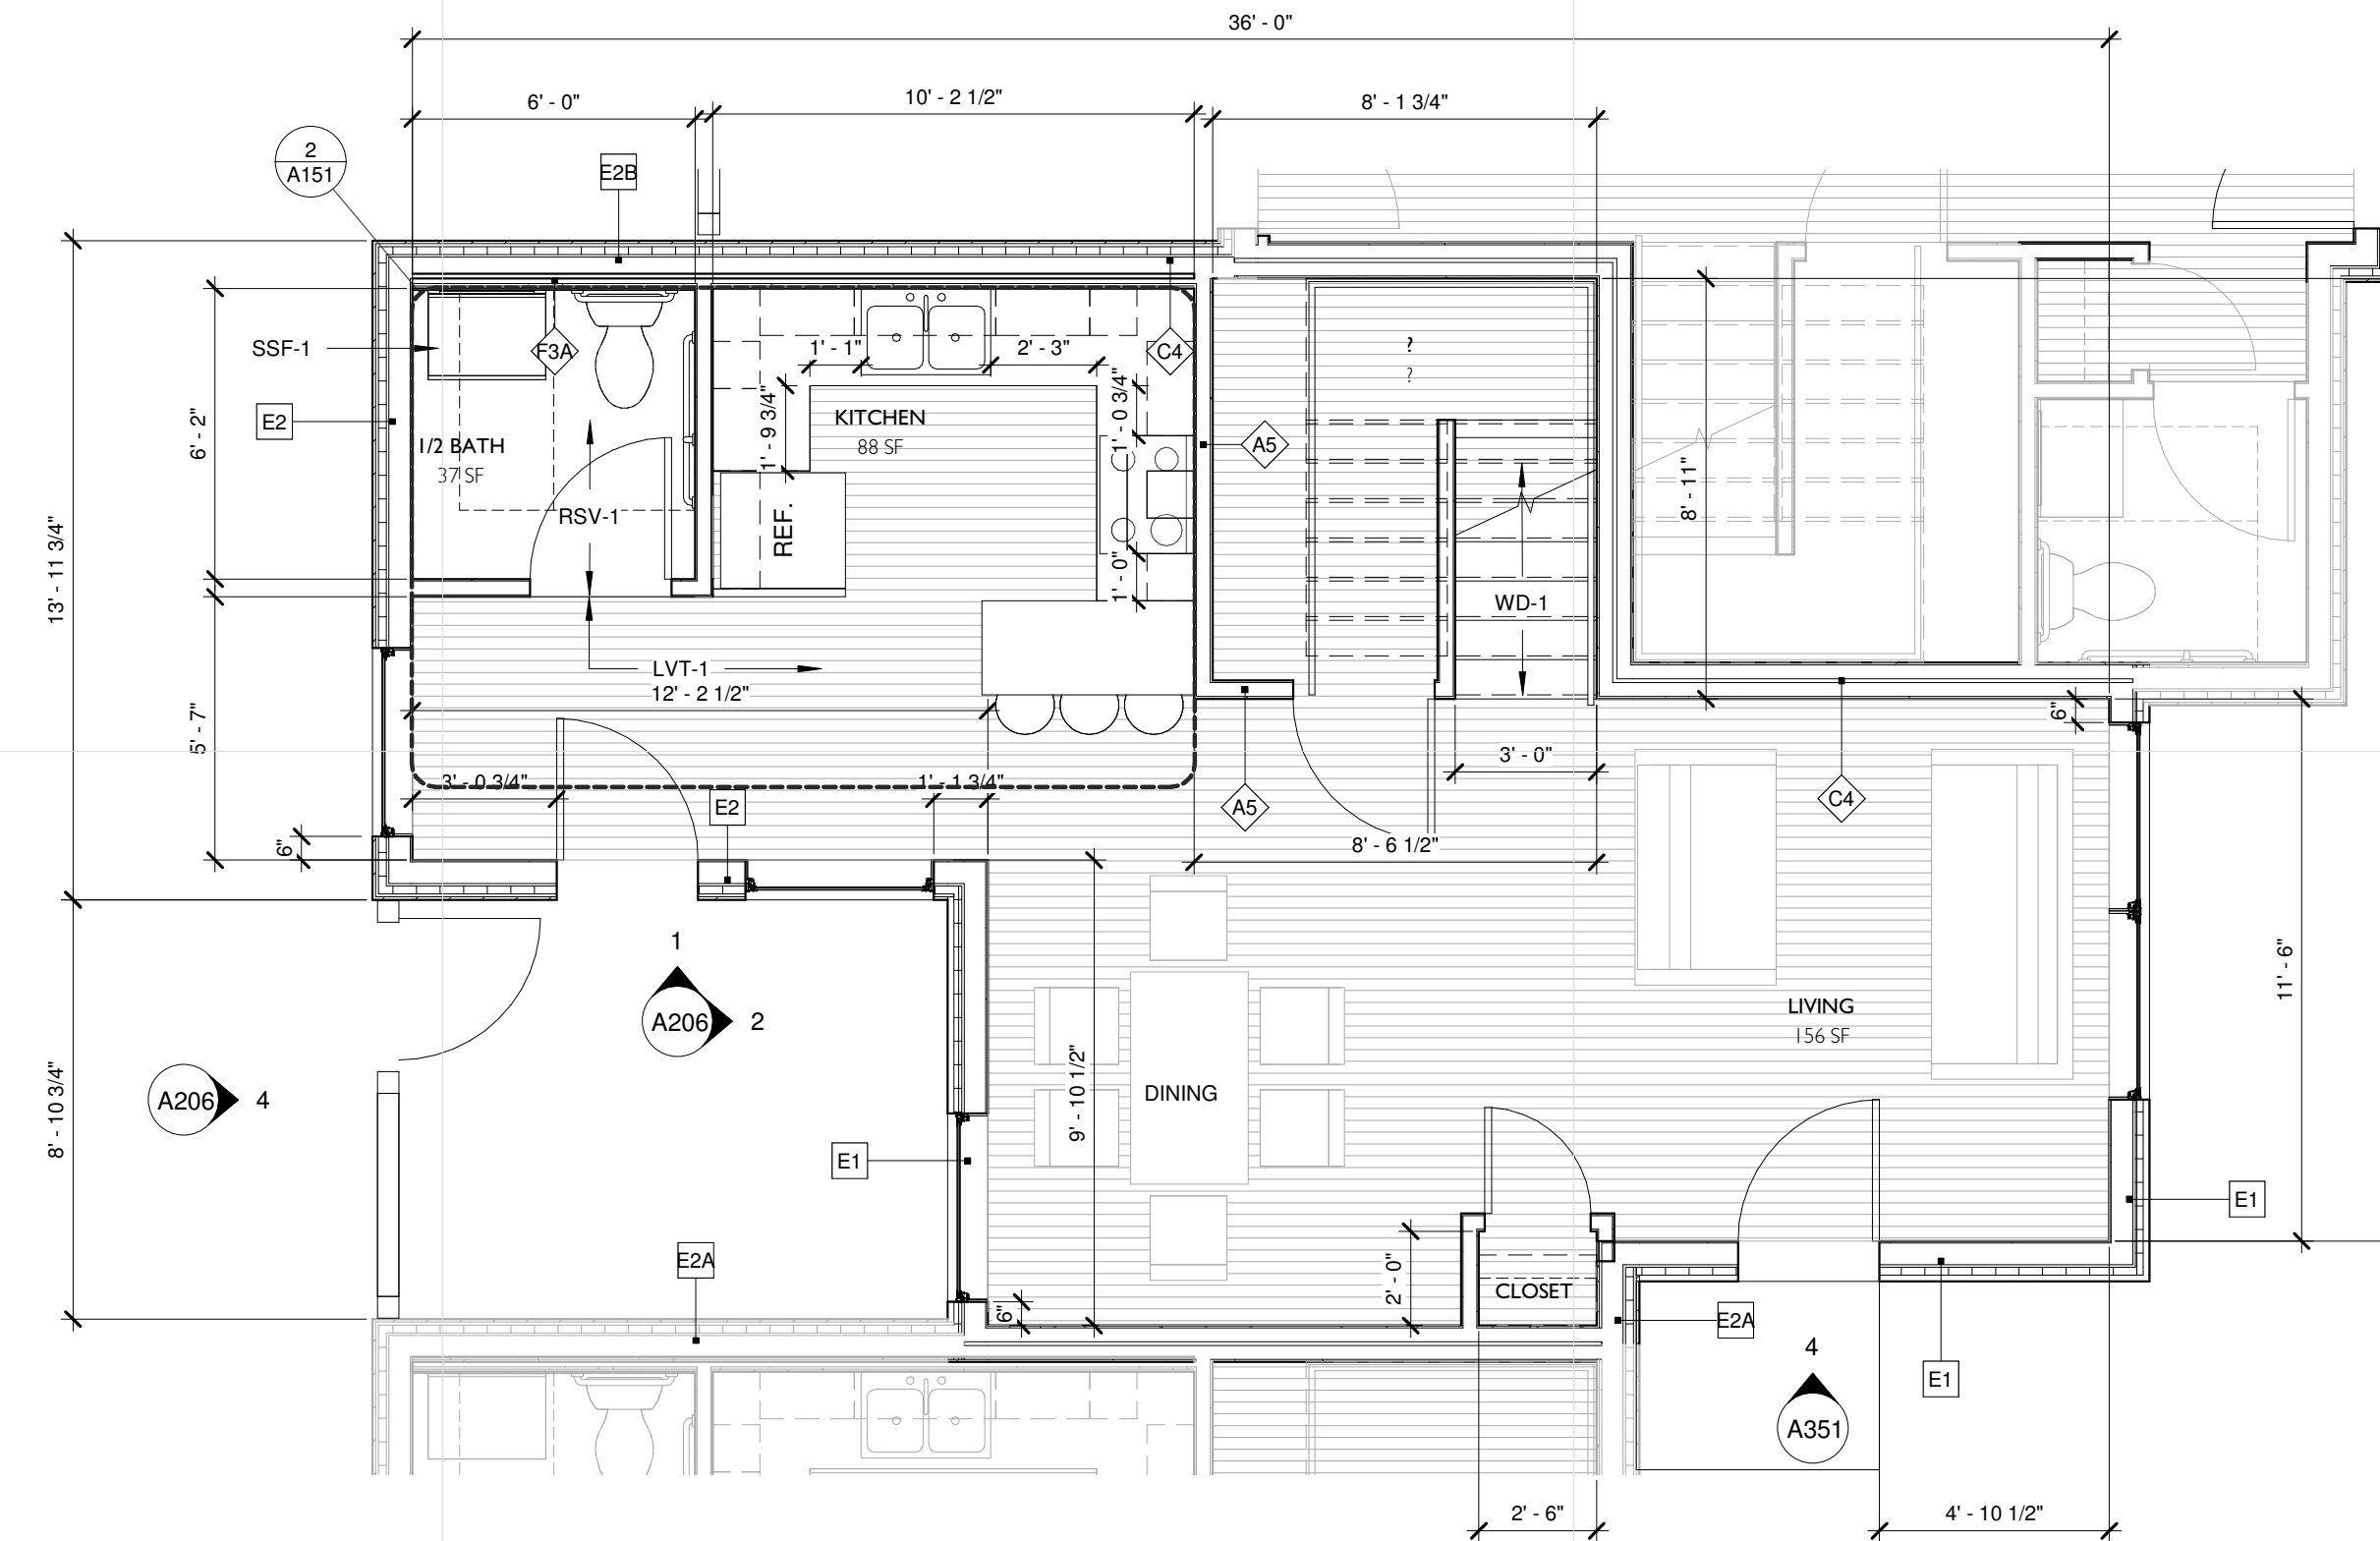 36' - 0"
6' - 0"
10' - 2 1/2"
8' - 1 3/4"
2
A151
E2B
SSF-1
F3A
1' - 1"
2' - 3"
C4
?
?
E2
6' - 2"
1/2 BATH
37 SF
KITCHEN
88 SF
1' - 9 3/4"
1' - 0 3/4"
A5
8' - 11"
RSV-1
REF.
13' - 11 3/4"
1' - 0"
WD-1
LVT-1
12' - 2 1/2"
5' - 7"
6"
3' - 0"
3' - 0 3/4"
1' - 1 3/4"
E2
A5
C4
6"
8' - 6 1/2"
1
A206
2
11' - 6"
LIVING
156 SF
A206
4
8' - 10 3/4"
9' - 10 1/2"
DINING
E1
E1
E2A
2' - 0"
CLOSET
6"
E2A
4
A351
E1
2' - 6"
4' - 10 1/2"